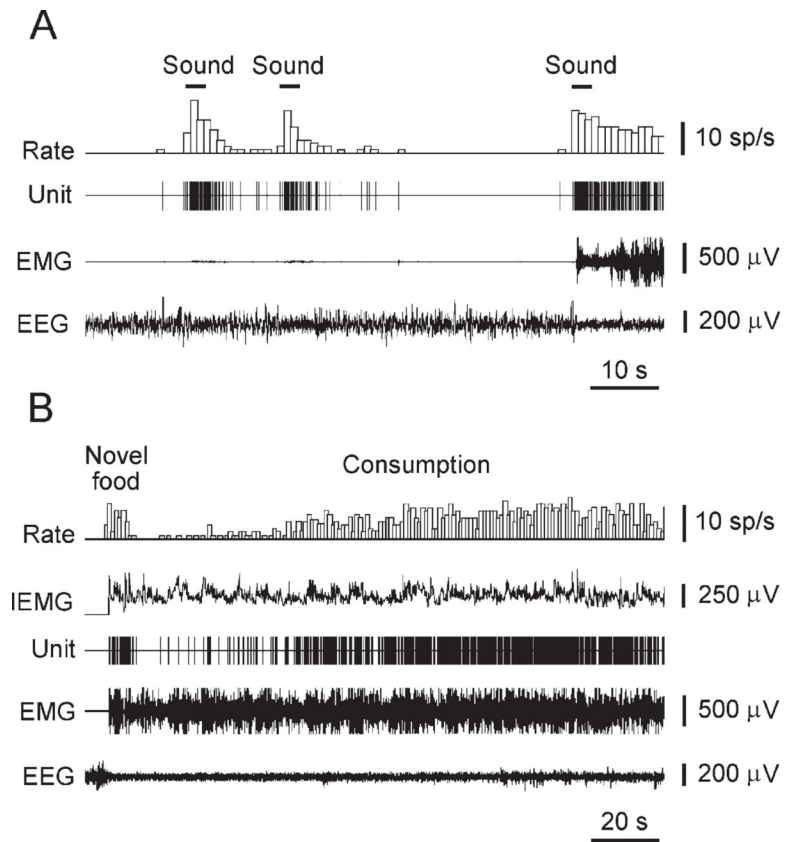 A
Sound Sound Sound
Rate 10 sp/s
Unit
EMG 500 μV
EEG 200 μV
10 s
B
Novel
food Consumption
Rate 10 sp/s
IEMG 250 μV
Unit
EMG 500 μV
EEG 200 μV
20 s